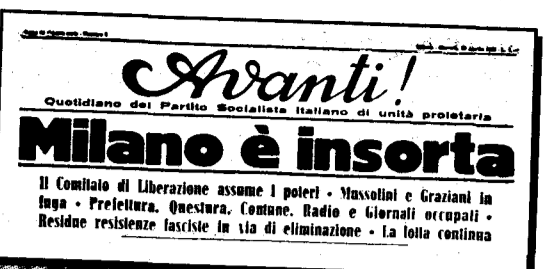 Avanti!
Quotidiano del Partito Socialista Italiano di unità proletaria
Milano è insorta
Il Comitato di Liberazione assume i poteri • Mussolini e Graziani in
fuga • Prefettura, Questura, Comune, Radio e Giornali occupati •
Residue resistenze fasciste in via di eliminazione • La lotta continua